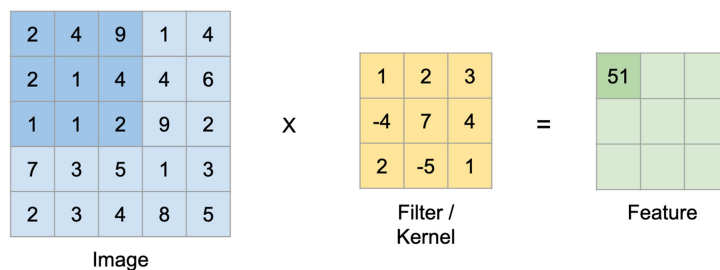 2 4 9 1 4
2 1 4 4 6
1 1 2 9 2
7 3 5 1 3
2 3 4 8 5
Image
X
1 2 3
-4 7 4
2 -5 1
Filter /
Kernel
=
51
Feature